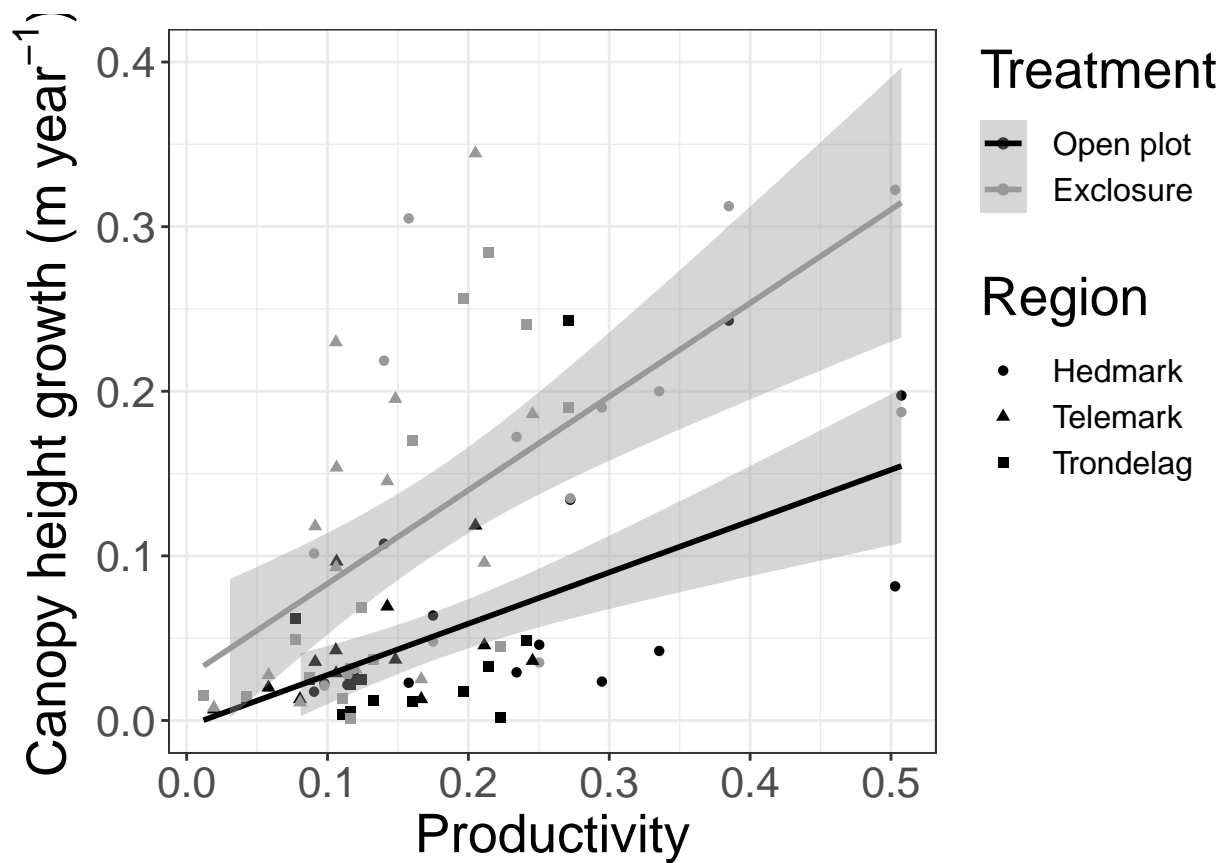 Canopy height growth (m year⁻¹)
0.4
0.3
0.2
0.1
0.0
0.0 0.1 0.2 0.3 0.4 0.5
Productivity
Treatment
Open plot
Exclosure
Region
Hedmark
Telemark
Trondelag